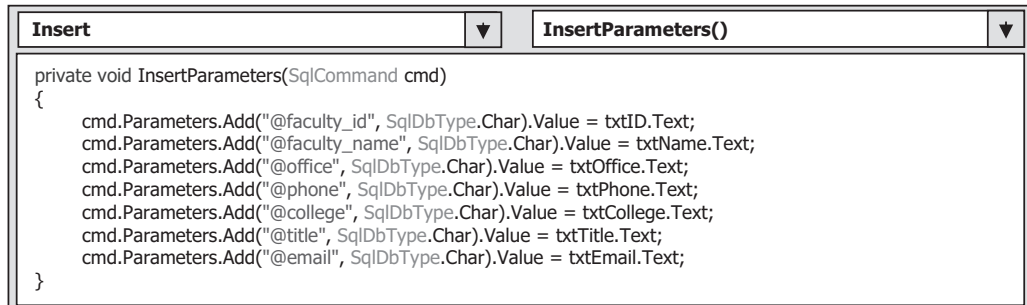 Insert InsertParameters()
private void InsertParameters(SqlCommand cmd)
{
cmd.Parameters.Add("@faculty_id", SqlDbType.Char).Value = txtID.Text;
cmd.Parameters.Add("@faculty_name", SqlDbType.Char).Value = txtName.Text;
cmd.Parameters.Add("@office", SqlDbType.Char).Value = txtOffice.Text;
cmd.Parameters.Add("@phone", SqlDbType.Char).Value = txtPhone.Text;
cmd.Parameters.Add("@college", SqlDbType.Char).Value = txtCollege.Text;
cmd.Parameters.Add("@title", SqlDbType.Char).Value = txtTitle.Text;
cmd.Parameters.Add("@email", SqlDbType.Char).Value = txtEmail.Text;
}